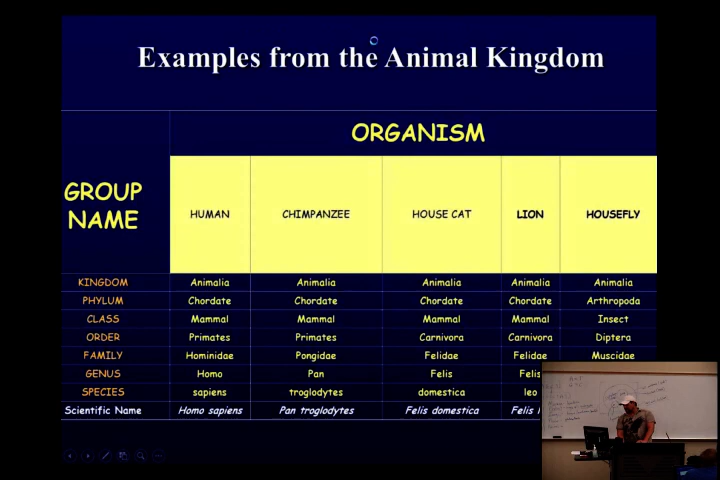 Examples from the Animal Kingdom
ORGANISM
GROUP NAME HUMAN CHIMPANZEE HOUSE CAT LION HOUSEFLY
KINGDOM Animalia Animalia Animalia Animalia Animalia
PHYLUM Chordate Chordate Chordate Chordate Arthropoda
CLASS Mammal Mammal Mammal Mammal Insect
ORDER Primates Primates Carnivora Carnivora Diptera
FAMILY Hominidae Pongidae Felidae Felidae Muscidae
GENUS Homo Pan Felis Felis
SPECIES sapiens troglodytes domestica leo
Scientific Name Homo sapiens Pan troglodytes Felis domestica Felis